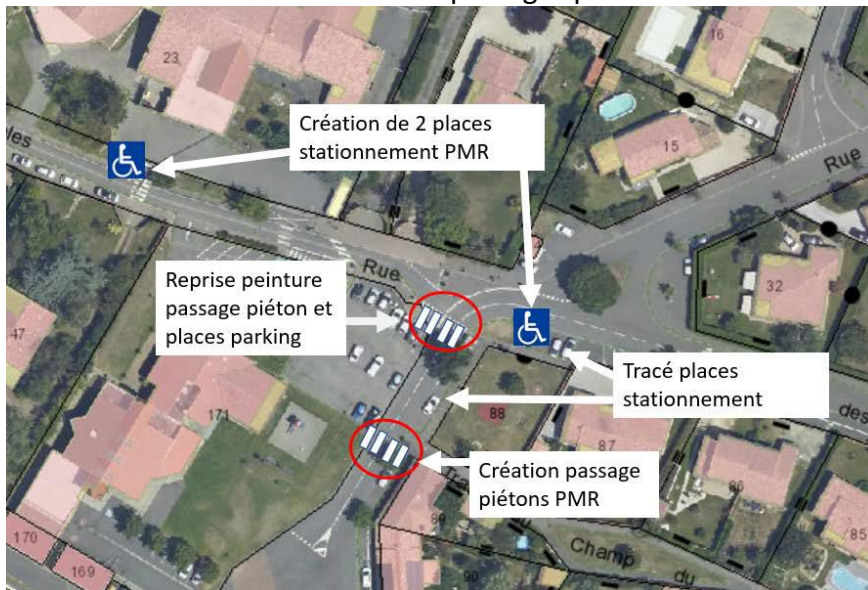 23
16
Création de 2 places
stationnement PMR
15
Rue
Rue
Reprise peinture
passage piéton et
places parking
32
47
Tracé places
stationnement
des
171
88
87
Création passage
piétons PMR
86
85
170
169
90
Champ
du